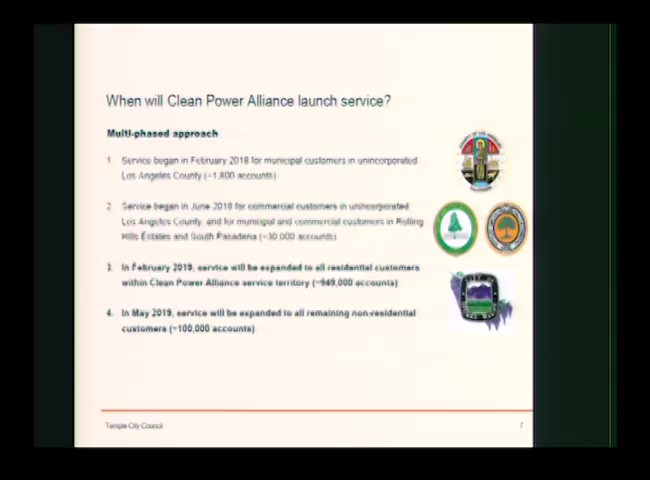 When will Clean Power Alliance launch service?
Multi-phased approach
1. Service began in February 2018 for municipal customers in unincorporated
Los Angeles County (~1,800 accounts)
2. Service began in June 2018 for commercial customers in unincorporated
Los Angeles County, and for municipal and commercial customers in Rolling
Hills Estates and South Pasadena (~30,000 accounts)
3. In February 2019, service will be expanded to all residential customers
within Clean Power Alliance service territory (~949,000 accounts)
4. In May 2019, service will be expanded to all remaining non-residential
customers (~100,000 accounts)
Temple City Council
7